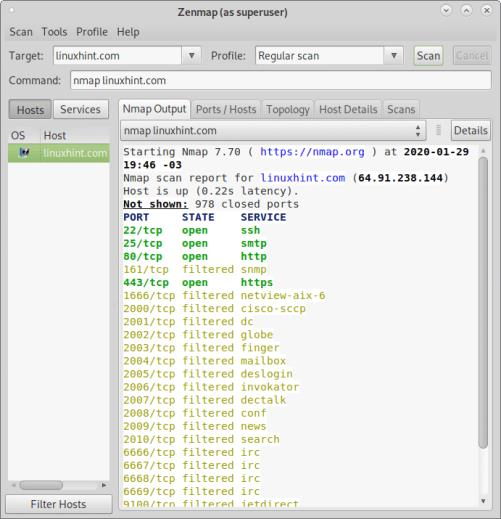 Zenmap (as superuser)
Scan Tools Profile Help
Target: linuxhint.com Profile: Regular scan Scan Cancel
Command: nmap linuxhint.com
Hosts Services
OS Host
linuxhint.com
Nmap Output Ports / Hosts Topology Host Details Scans
nmap linuxhint.com Details
Starting Nmap 7.70 ( https://nmap.org ) at 2020-01-29
19:46 -03
Nmap scan report for linuxhint.com (64.91.238.144)
Host is up (0.22s latency).
Not shown: 978 closed ports
PORT STATE SERVICE
22/tcp open ssh
25/tcp open smtp
80/tcp open http
161/tcp filtered snmp
443/tcp open https
1666/tcp filtered netview-aix-6
2000/tcp filtered cisco-sccp
2001/tcp filtered dc
2002/tcp filtered globe
2003/tcp filtered finger
2004/tcp filtered mailbox
2005/tcp filtered deslogin
2006/tcp filtered invokator
2007/tcp filtered dectalk
2008/tcp filtered conf
2009/tcp filtered news
2010/tcp filtered search
6666/tcp filtered irc
6667/tcp filtered irc
6668/tcp filtered irc
6669/tcp filtered irc
9100/tcp filtered jetdirect
Filter Hosts